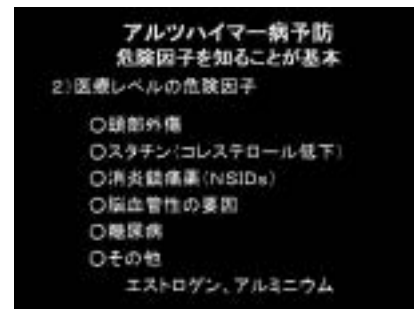 アルツハイマー病予防
危険因子を知ることが基本
2)医療レベルの危険因子
○頭部外傷
○スタチン(コレステロール低下)
○消炎鎮痛薬(NSIDs)
○脳血管性の要因
○糖尿病
○その他
エストロゲン、アルミニウム